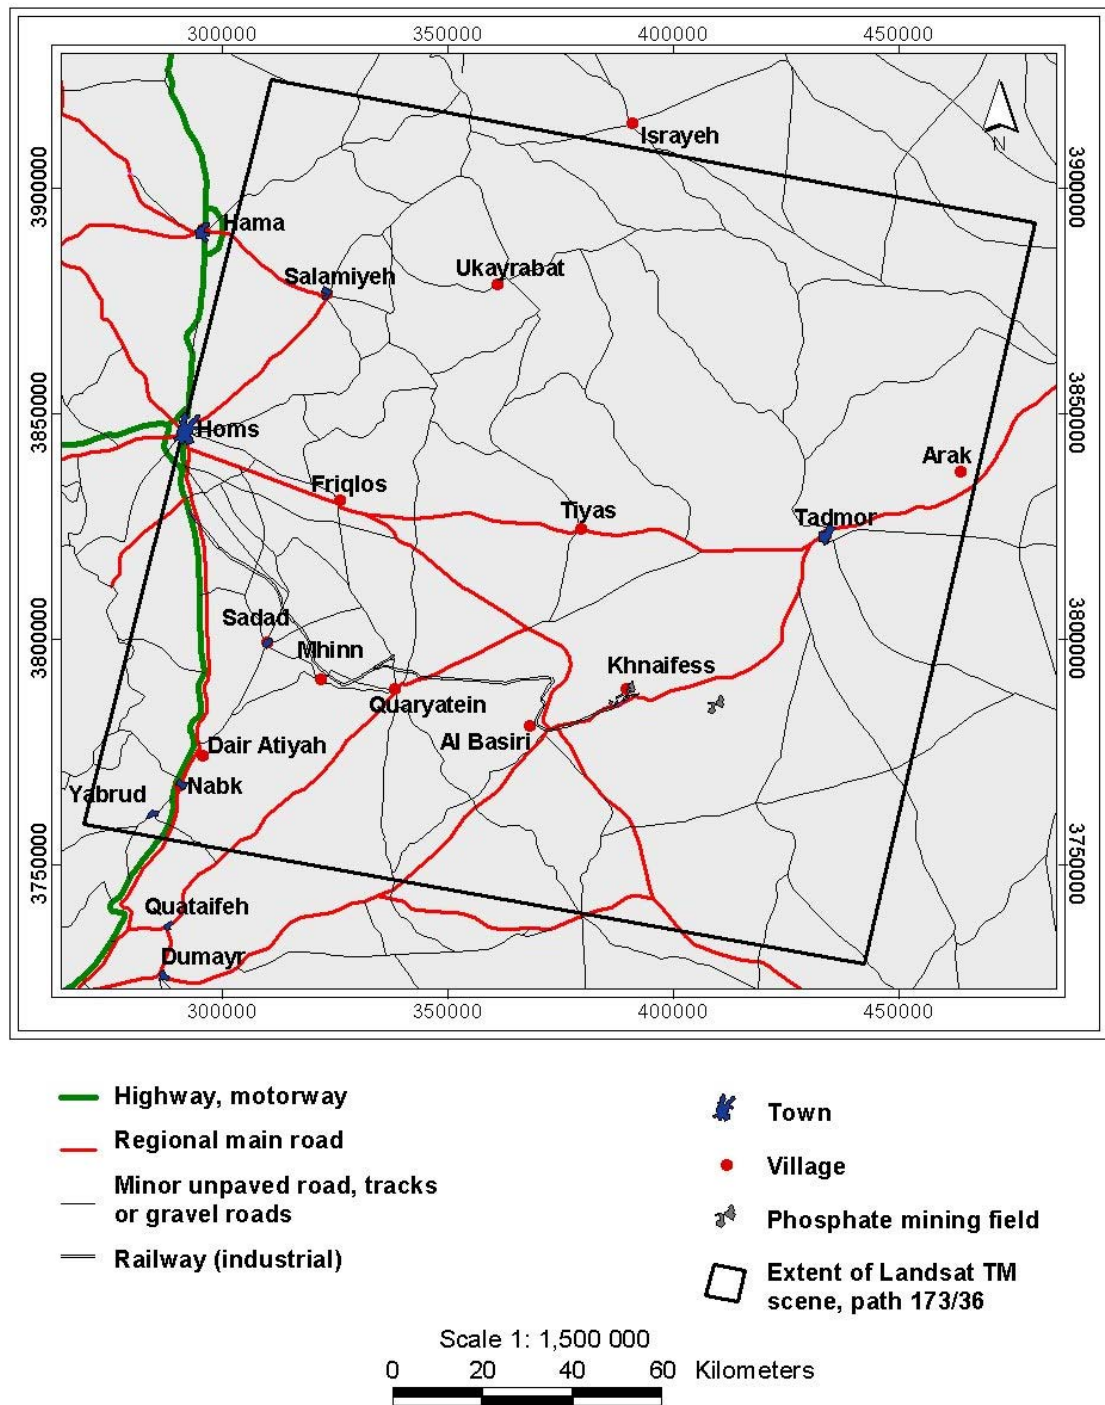 300000 350000 400000 450000
3900000
3850000
3800000
3750000
3900000
3850000
3800000
3750000
N
Israyeh
Hama
Salamiyeh
Ukayrabat
Homs
Friqlos
Arak
Tiyas
Tadmor
Sadad
Mhinn
Khnaifess
Quaryatein
Al Basiri
Dair Atiyah
Nabk
Yabrud
Quataifeh
Dumayr
300000 350000 400000 450000
Highway, motorway
Regional main road
Minor unpaved road, tracks
or gravel roads
Railway (industrial)
Town
Village
Phosphate mining field
Extent of Landsat TM
scene, path 173/36
Scale 1: 1,500 000
0 20 40 60 Kilometers